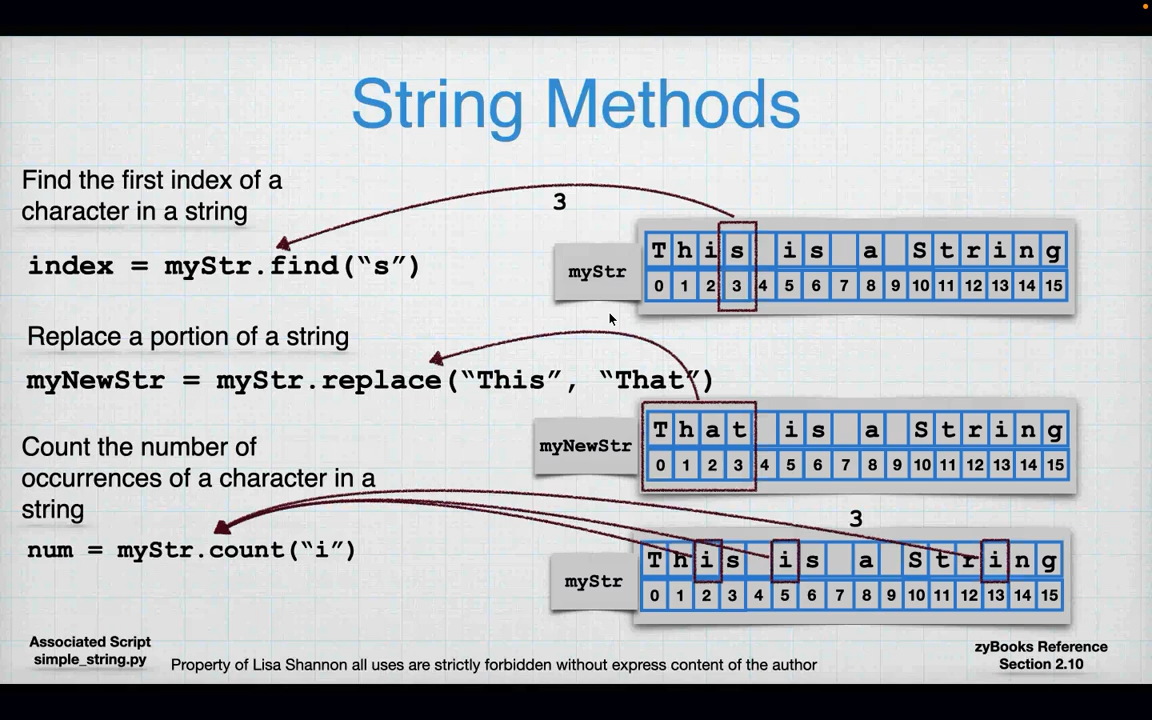 String Methods
Find the first index of a
character in a string
index = myStr.find(“s”)
3
myStr
T h i s i s a S t r i n g
0 1 2 3 4 5 6 7 8 9 10 11 12 13 14 15
Replace a portion of a string
myNewStr = myStr.replace(“This”, “That”)
myNewStr
T h a t i s a S t r i n g
0 1 2 3 4 5 6 7 8 9 10 11 12 13 14 15
Count the number of
occurrences of a character in a
string
num = myStr.count(“i”)
3
myStr
T h i s i s a S t r i n g
0 1 2 3 4 5 6 7 8 9 10 11 12 13 14 15
Associated Script
simple_string.py
Property of Lisa Shannon all uses are strictly forbidden without express content of the author
zyBooks Reference
Section 2.10